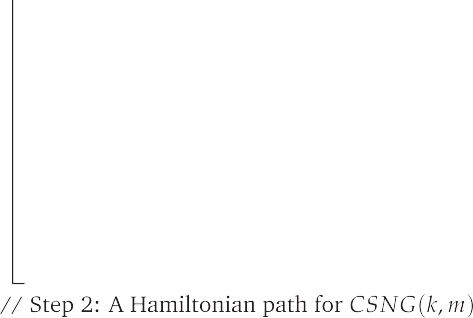 // Step 2: A Hamiltonian path for CSNG(k, m)